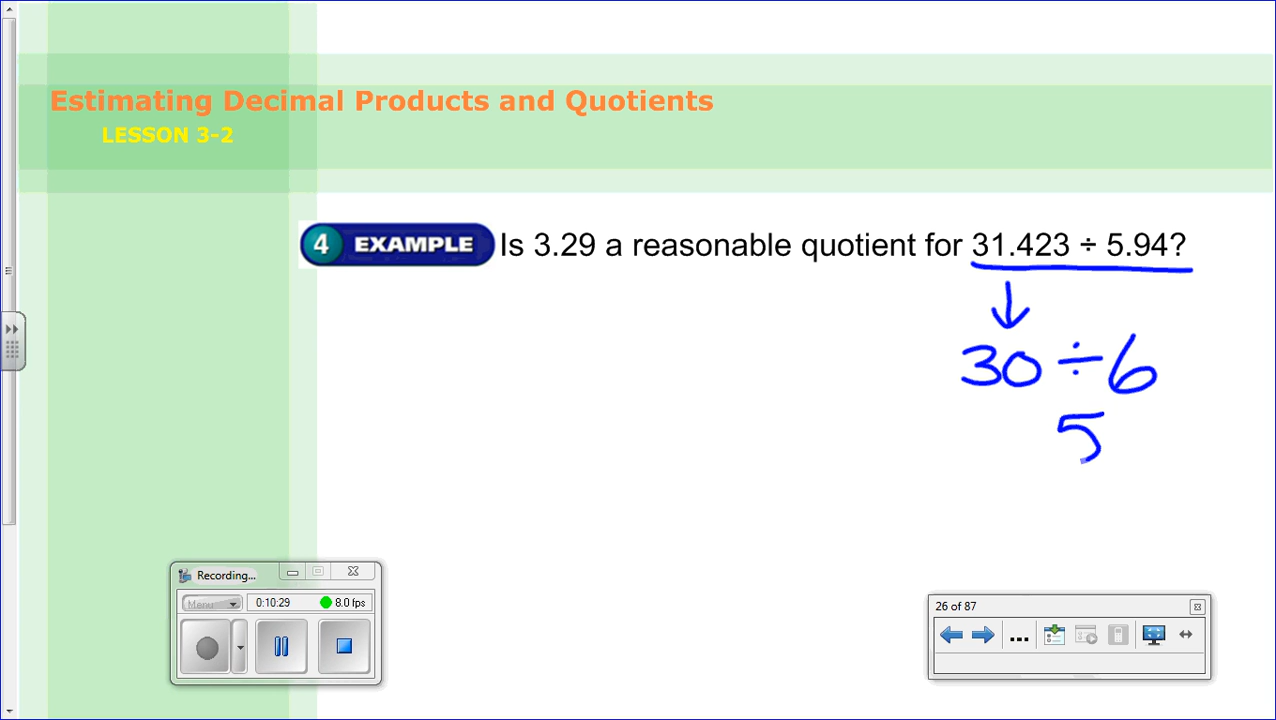 Estimating Decimal Products and Quotients
LESSON 3-2
4 EXAMPLE Is 3.29 a reasonable quotient for 31.423 ÷ 5.94?
30 ÷ 6
5
Recording...
Menu 0:10:29 8.0 fps
26 of 87